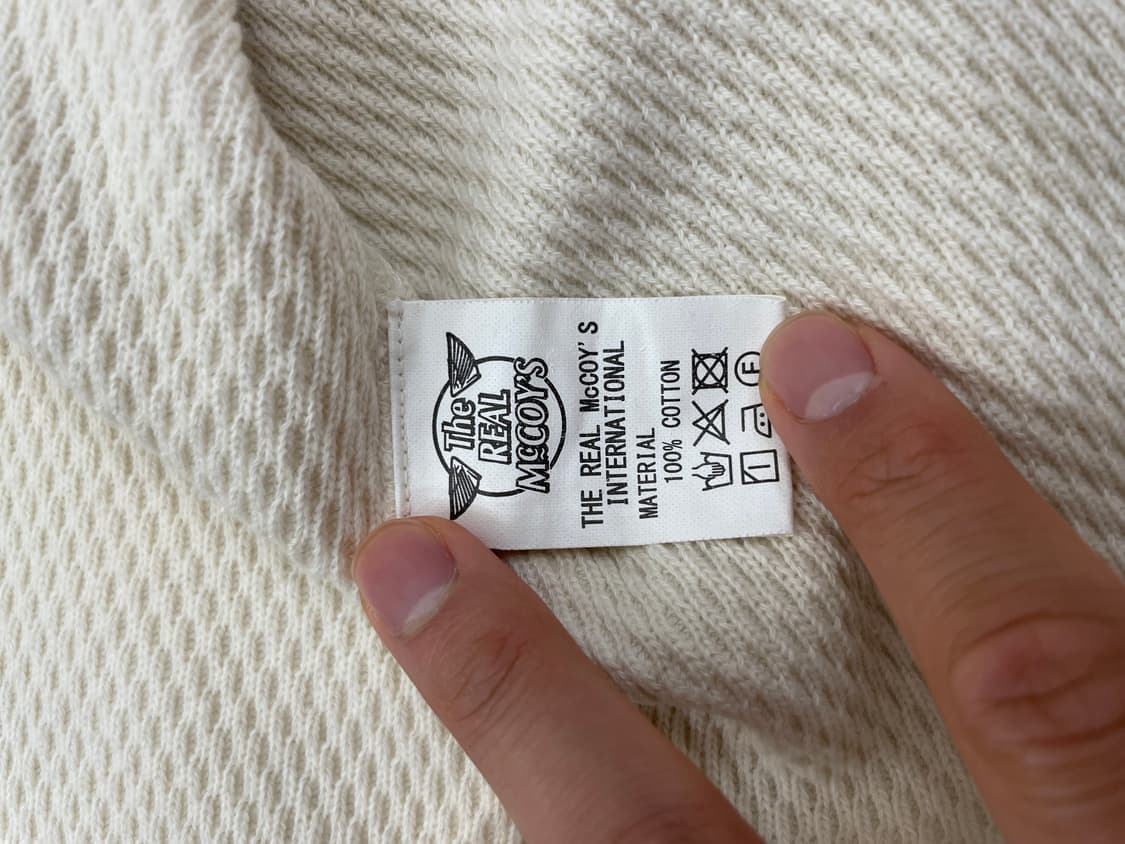 The
REAL
McCOY'S
THE REAL McCOY'S
INTERNATIONAL
MATERIAL
100% COTTON
F